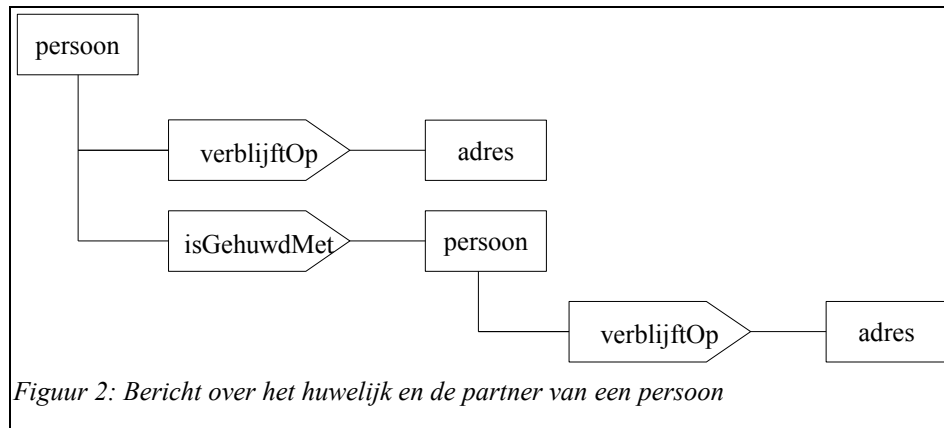 persoon
verblijftOp
adres
isGehuwdMet
persoon
verblijftOp
adres
Figuur 2: Bericht over het huwelijk en de partner van een persoon